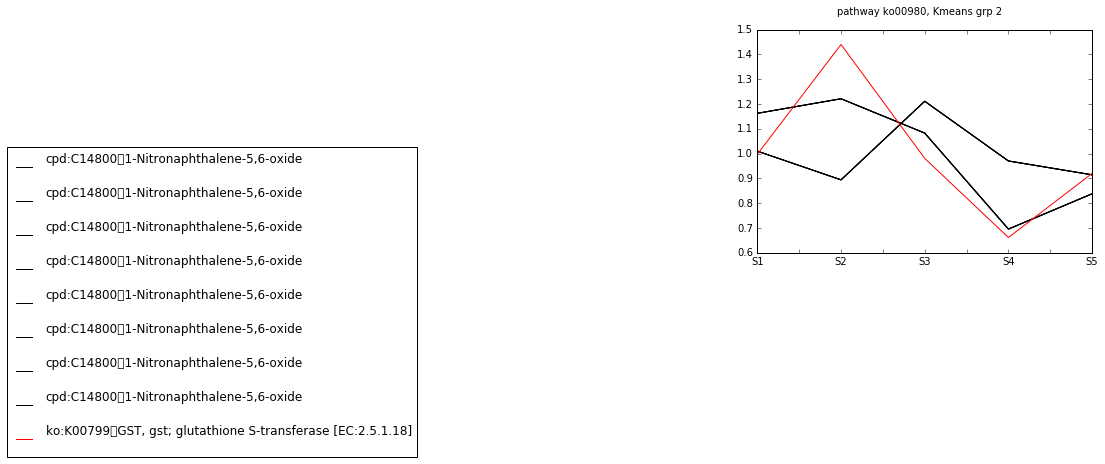 pathway ko00980, Kmeans grp 2
1.5
1.4
1.3
1.2
1.1
1.0
0.9
0.8
0.7
0.6
S1 S2 S3 S4 S5
cpd:C14800▯1-Nitronaphthalene-5,6-oxide
cpd:C14800▯1-Nitronaphthalene-5,6-oxide
cpd:C14800▯1-Nitronaphthalene-5,6-oxide
cpd:C14800▯1-Nitronaphthalene-5,6-oxide
cpd:C14800▯1-Nitronaphthalene-5,6-oxide
cpd:C14800▯1-Nitronaphthalene-5,6-oxide
cpd:C14800▯1-Nitronaphthalene-5,6-oxide
cpd:C14800▯1-Nitronaphthalene-5,6-oxide
ko:K00799▯GST, gst; glutathione S-transferase [EC:2.5.1.18]